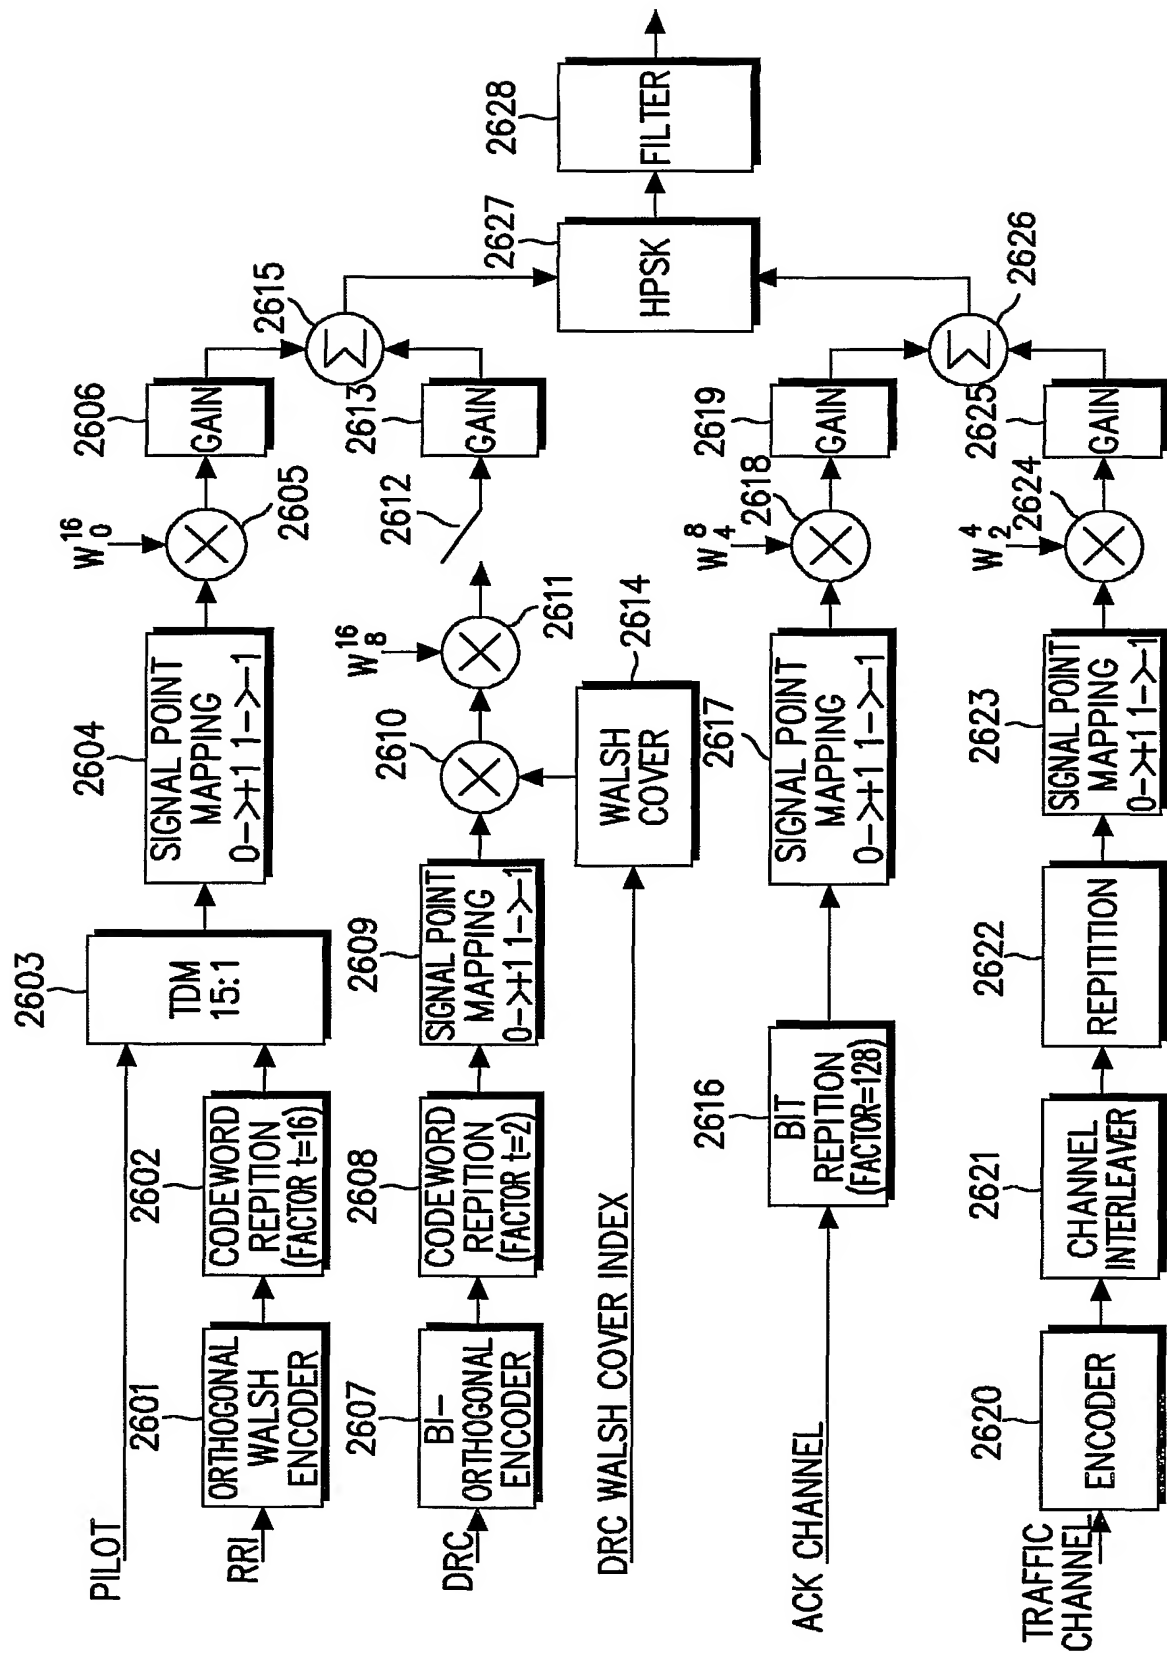 PILOT
RRI
2601
ORTHOGONAL
WALSH
ENCODER
2602
CODEWORD
REPITION
(FACTOR t=16)
2603
TDM
15:1
2604
SIGNAL POINT
MAPPING
0->+1 1->-1
W 16 0
2605
2606
GAIN
2615
Σ
DRC
2607
BI-
ORTHOGONAL
ENCODER
2608
CODEWORD
REPITION
(FACTOR t=2)
2609
SIGNAL POINT
MAPPING
0->+1 1->-1
2610
W 16 8
2611
2612
2613
GAIN
DRC WALSH COVER INDEX
2614
WALSH
COVER
2627
HPSK
2628
FILTER
ACK CHANNEL
2616
BIT
REPITION
(FACTOR=128)
2617
SIGNAL POINT
MAPPING
0->+1 1->-1
W 8 4
2618
2619
GAIN
2626
Σ
TRAFFIC
CHANNEL
2620
ENCODER
2621
CHANNEL
INTERLEAVER
2622
REPITITION
2623
SIGNAL POINT
MAPPING
0->+1 1->-1
W 4 2
2624
2625
GAIN